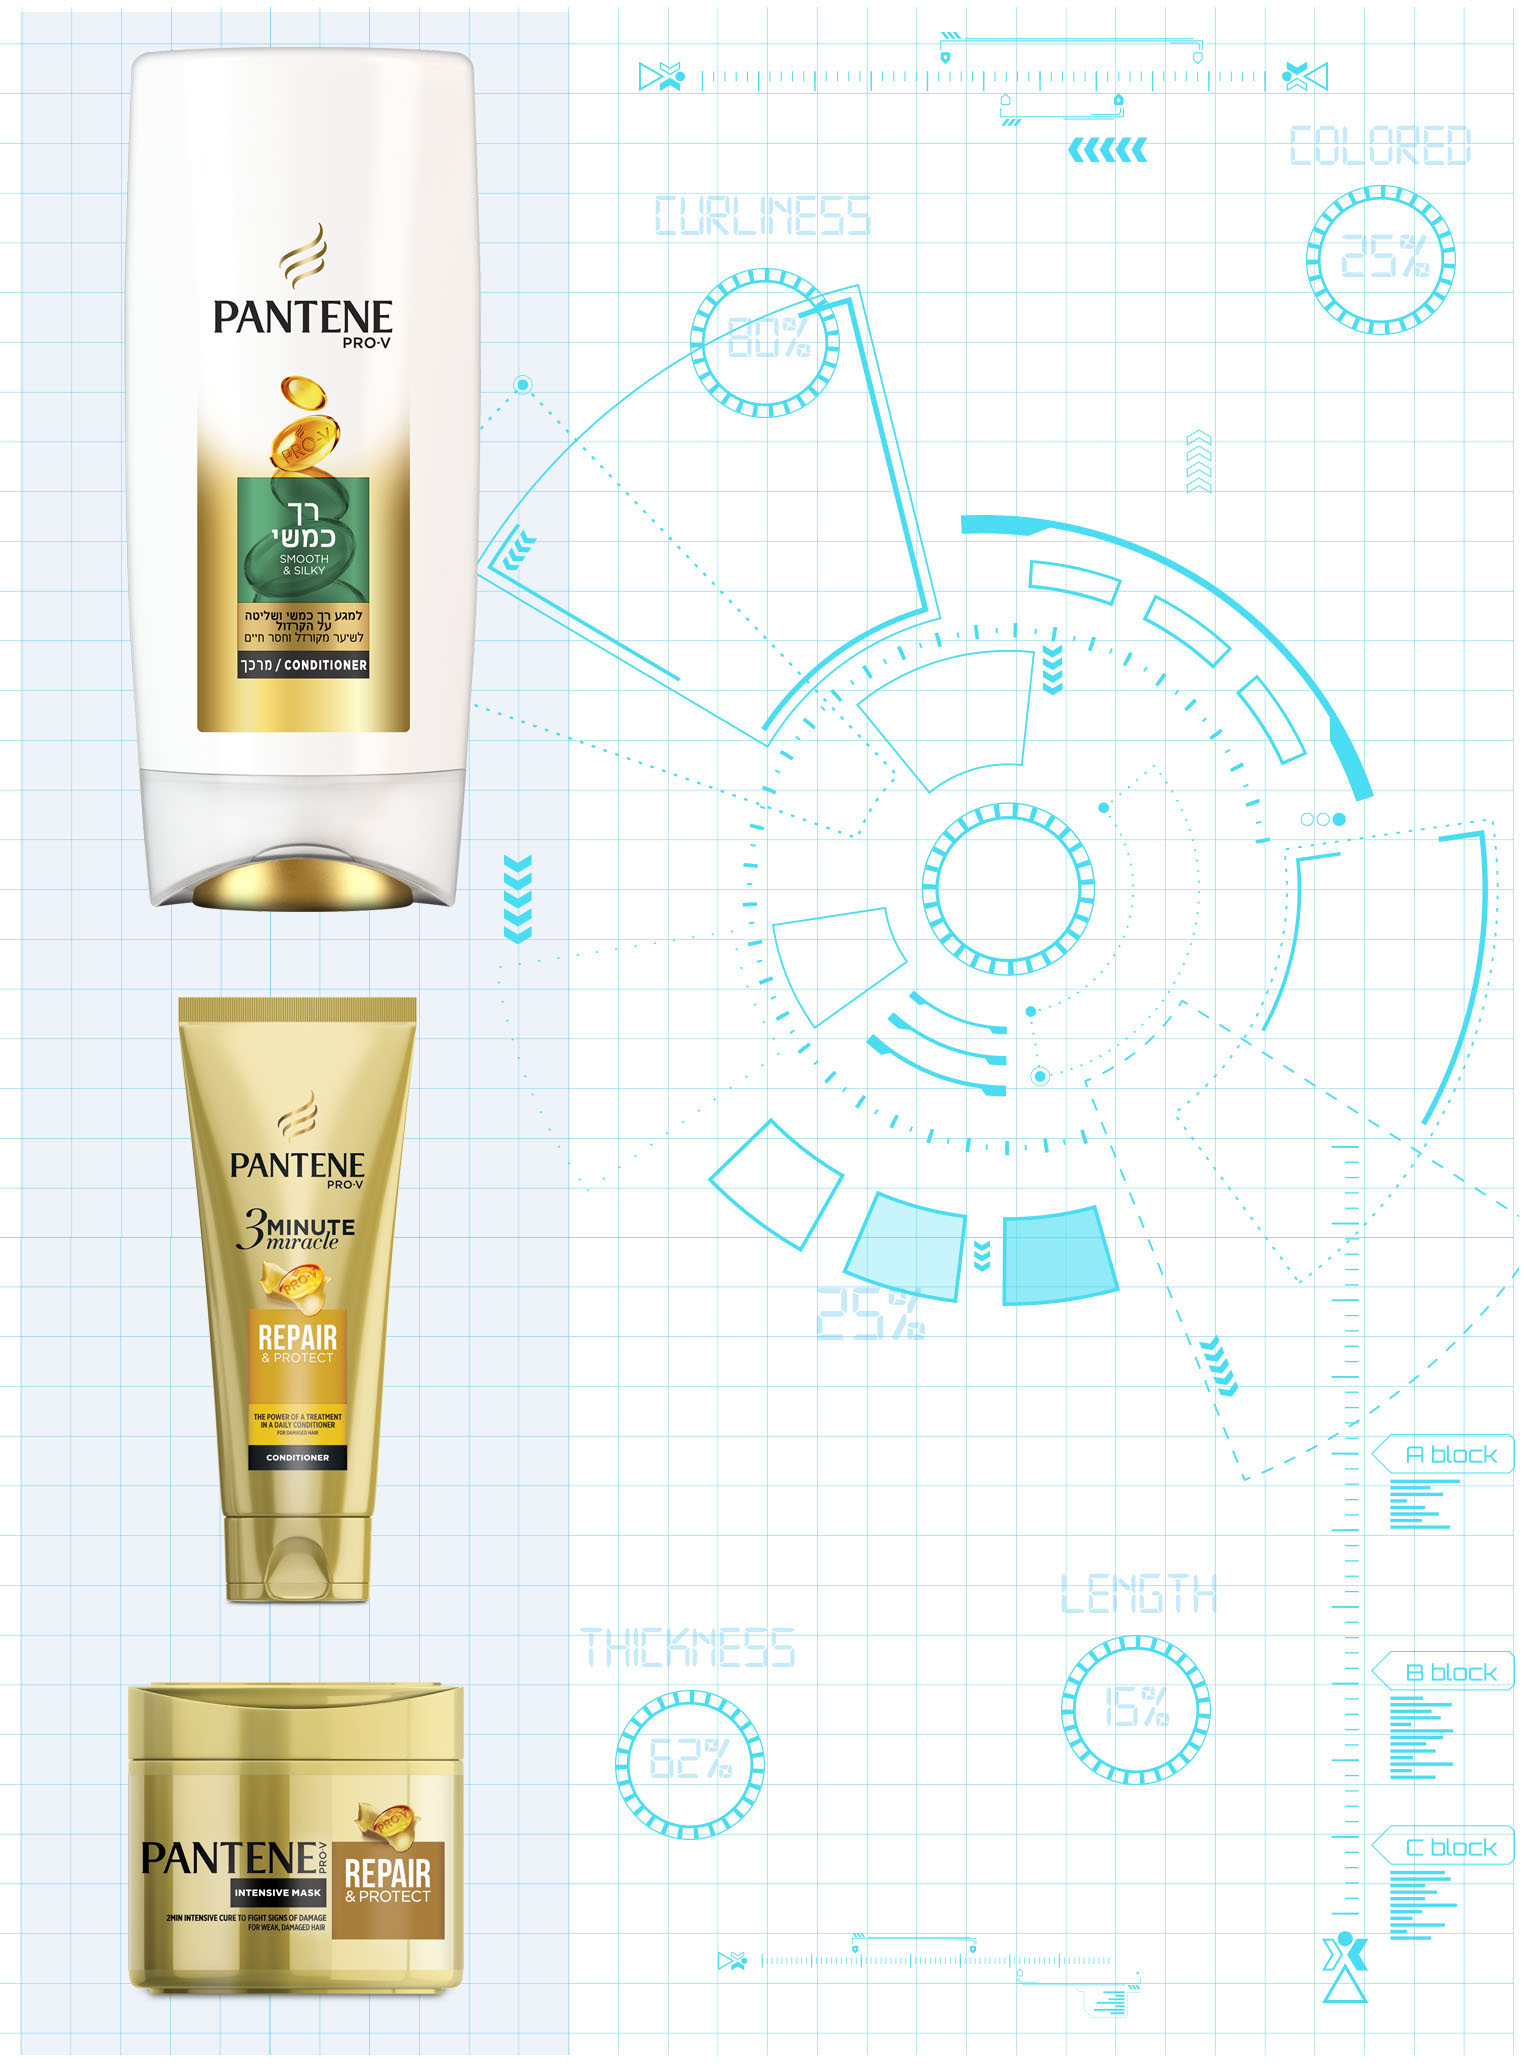 PANTENE
PRO-V
PRO-V
רך
כמשי
SMOOTH
& SILKY
למגע רך כמשי ושליטה
על הקרזול
לשיער מקורזל וחסר חיים
מרכך / CONDITIONER
PANTENE
PRO-V
3 MINUTE
miracle
PRO-V
REPAIR
& PROTECT
THE POWER OF A TREATMENT
IN A DAILY CONDITIONER
FOR DAMAGED HAIR
CONDITIONER
PANTENE
PRO-V
INTENSIVE MASK
2MIN INTENSIVE CURE TO FIGHT SIGNS OF DAMAGE
FOR WEAK, DAMAGED HAIR
PRO-V
REPAIR
& PROTECT
COLORED
25%
CURLINESS
80%
25%
A block
LENGTH
15%
THICKNESS
62%
B block
C block